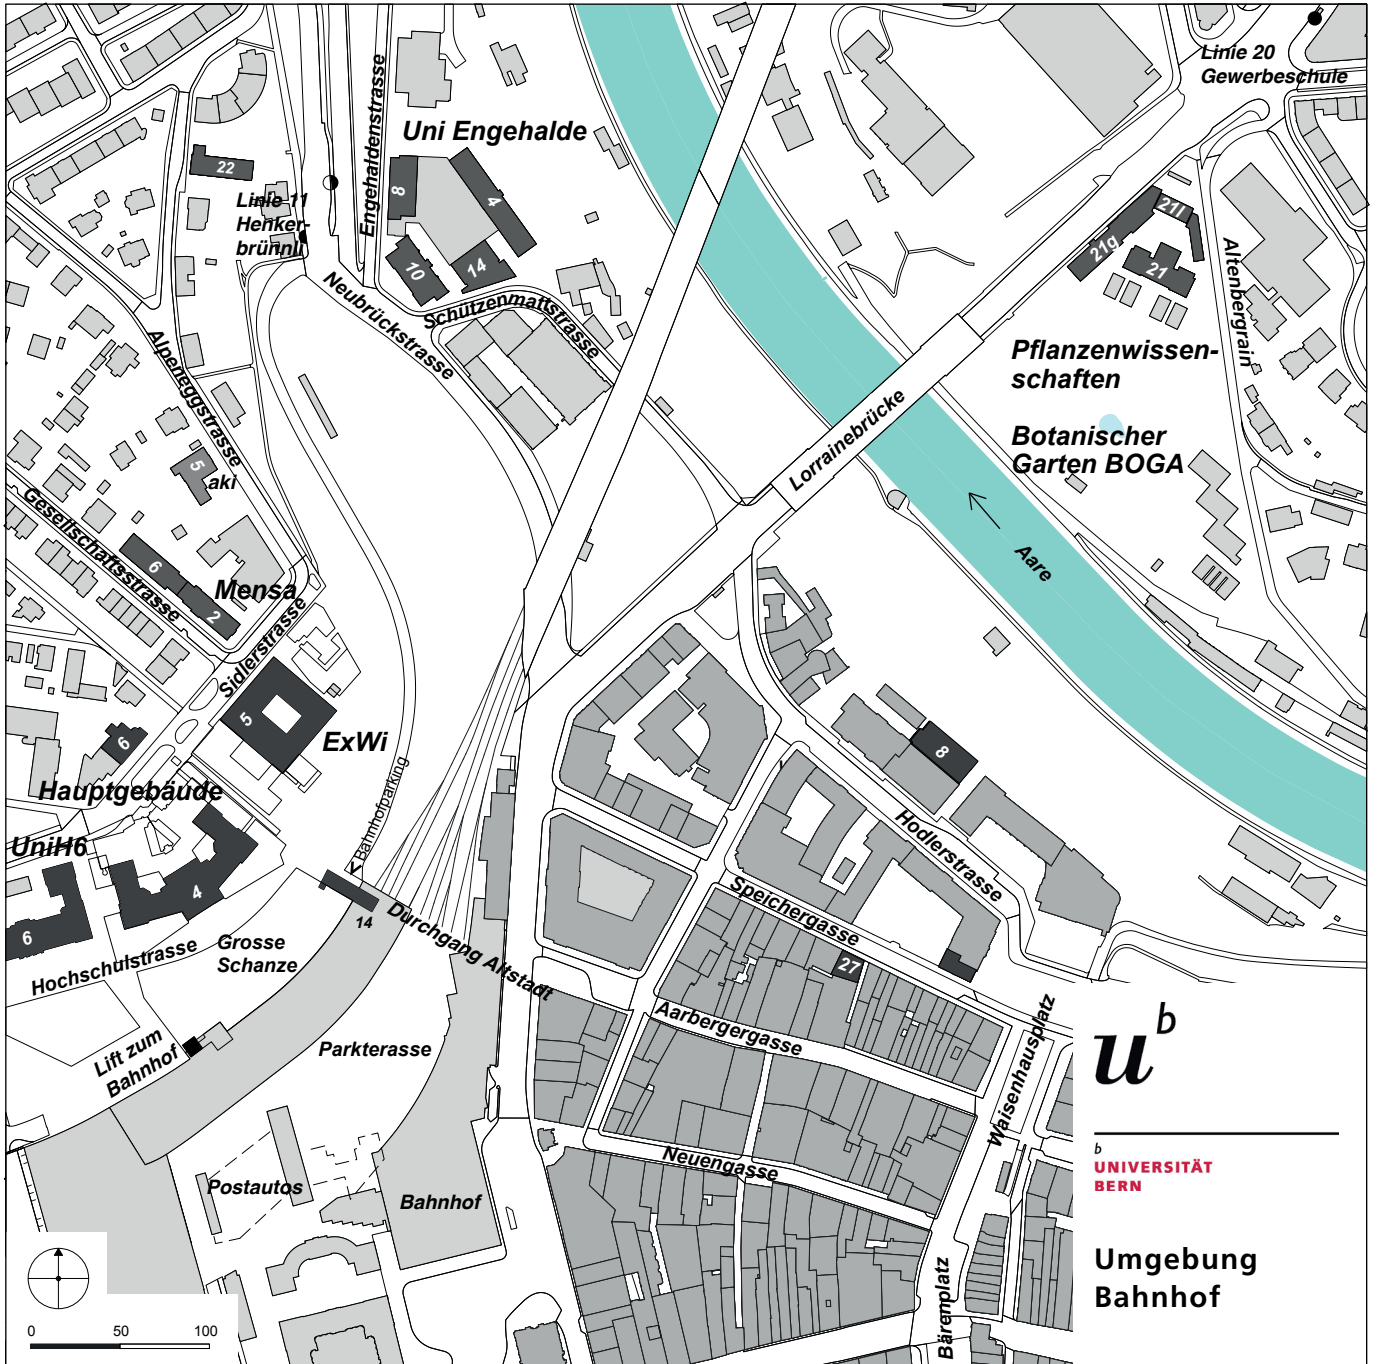 Linie 20
Gewerbeschule
Uni Engehalde
Engehaldenstrasse
22
8
4
Linie 11
Henker-
brünnli
10
14
21l
21g
21
Altenbergrain
Neubrückstrasse
Schützenmattstrasse
Pflanzenwissen-
schaften
Alpeneggstrasse
Lorrainebrücke
Botanischer
Garten BOGA
5
aki
Gesellschaftsstrasse
6
2
Mensa
Aare
Sidlerstrasse
5
ExWi
6
8
Hauptgebäude
Bahnhofparking
UniH6
Hodlerstrasse
4
6
14
Durchgang Altstadt
Speichergasse
27
Hochschulstrasse
Grosse
Schanze
Aarbergergasse
Waisenhausplatz
Lift zum
Bahnhof
Parkterasse
u
b
b
UNIVERSITÄT
BERN
Neuengasse
Postautos
Bahnhof
Bärenplatz
Umgebung
Bahnhof
0 50 100